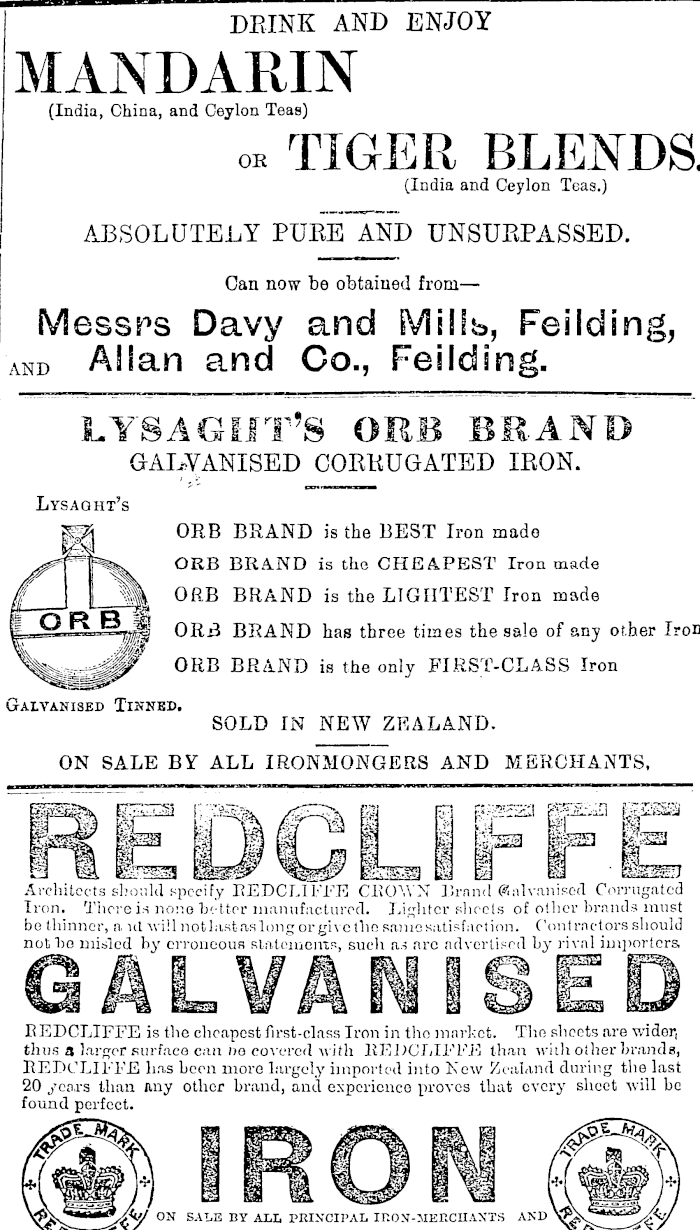 DRINK AND ENJOY
MANDARIN
(India, China, and Ceylon Teas)
OR TIGER BLENDS.
(India and Ceylon Teas.)
ABSOLUTELY PURE AND UNSURPASSED.
Can now be obtained from—
Messrs Davy and Mills, Feilding,
AND Allan and Co., Feilding.
LYSAGHT'S ORB BRAND
GALVANISED CORRUGATED IRON.
LYSAGHT'S
ORB
GALVANISED TINNED.
ORB BRAND is the BEST Iron made
ORB BRAND is the CHEAPEST Iron made
ORB BRAND is the LIGHTEST Iron made
ORB BRAND has three times the sale of any other Iron
ORB BRAND is the only FIRST-CLASS Iron
SOLD IN NEW ZEALAND.
ON SALE BY ALL IRONMONGERS AND MERCHANTS,
REDCLIFFE
Architects should specify REDCLIFFE CROWN Brand Galvanised Corrugated
Iron. There is none better manufactured. Lighter sheets of other brands must
be thinner, and will not last as long or give the same satisfaction. Contractors should
not be misled by erroneous statements, such as are advertised by rival importers.
GALVANISED
REDCLIFFE is the cheapest first-class Iron in the market. The sheets are wider,
thus a larger surface can be covered with REDCLIFFE than with other brands,
REDCLIFFE has been more largely imported into New Zealand during the last
20 years than any other brand, and experience proves that every sheet will be
found perfect.
TRADE MARK
REDCLIFFE
IRON
TRADE MARK
REDCLIFFE
ON SALE BY ALL PRINCIPAL IRON-MERCHANTS AND